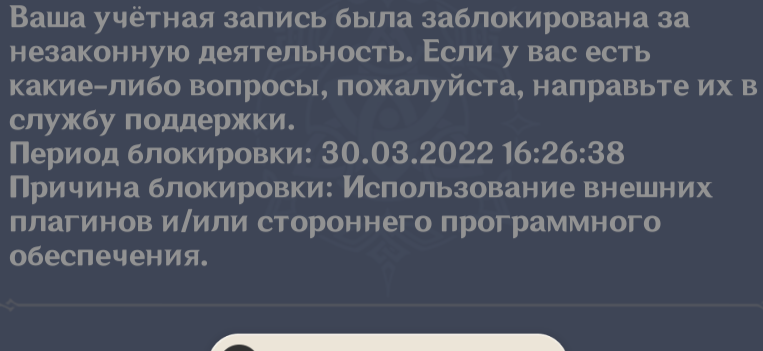 Ваша учётная запись была заблокирована за
незаконную деятельность. Если у вас есть
какие-либо вопросы, пожалуйста, направьте их в
службу поддержки.
Период блокировки: 30.03.2022 16:26:38
Причина блокировки: Использование внешних
плагинов и/или стороннего программного
обеспечения.